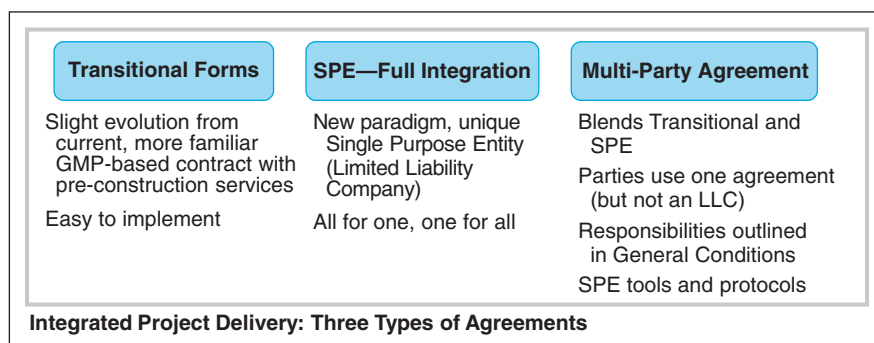 Transitional Forms
Slight evolution from
current, more familiar
GMP-based contract with
pre-construction services
Easy to implement
SPE—Full Integration
New paradigm, unique
Single Purpose Entity
(Limited Liability
Company)
All for one, one for all
Multi-Party Agreement
Blends Transitional and
SPE
Parties use one agreement
(but not an LLC)
Responsibilities outlined
in General Conditions
SPE tools and protocols
Integrated Project Delivery: Three Types of Agreements